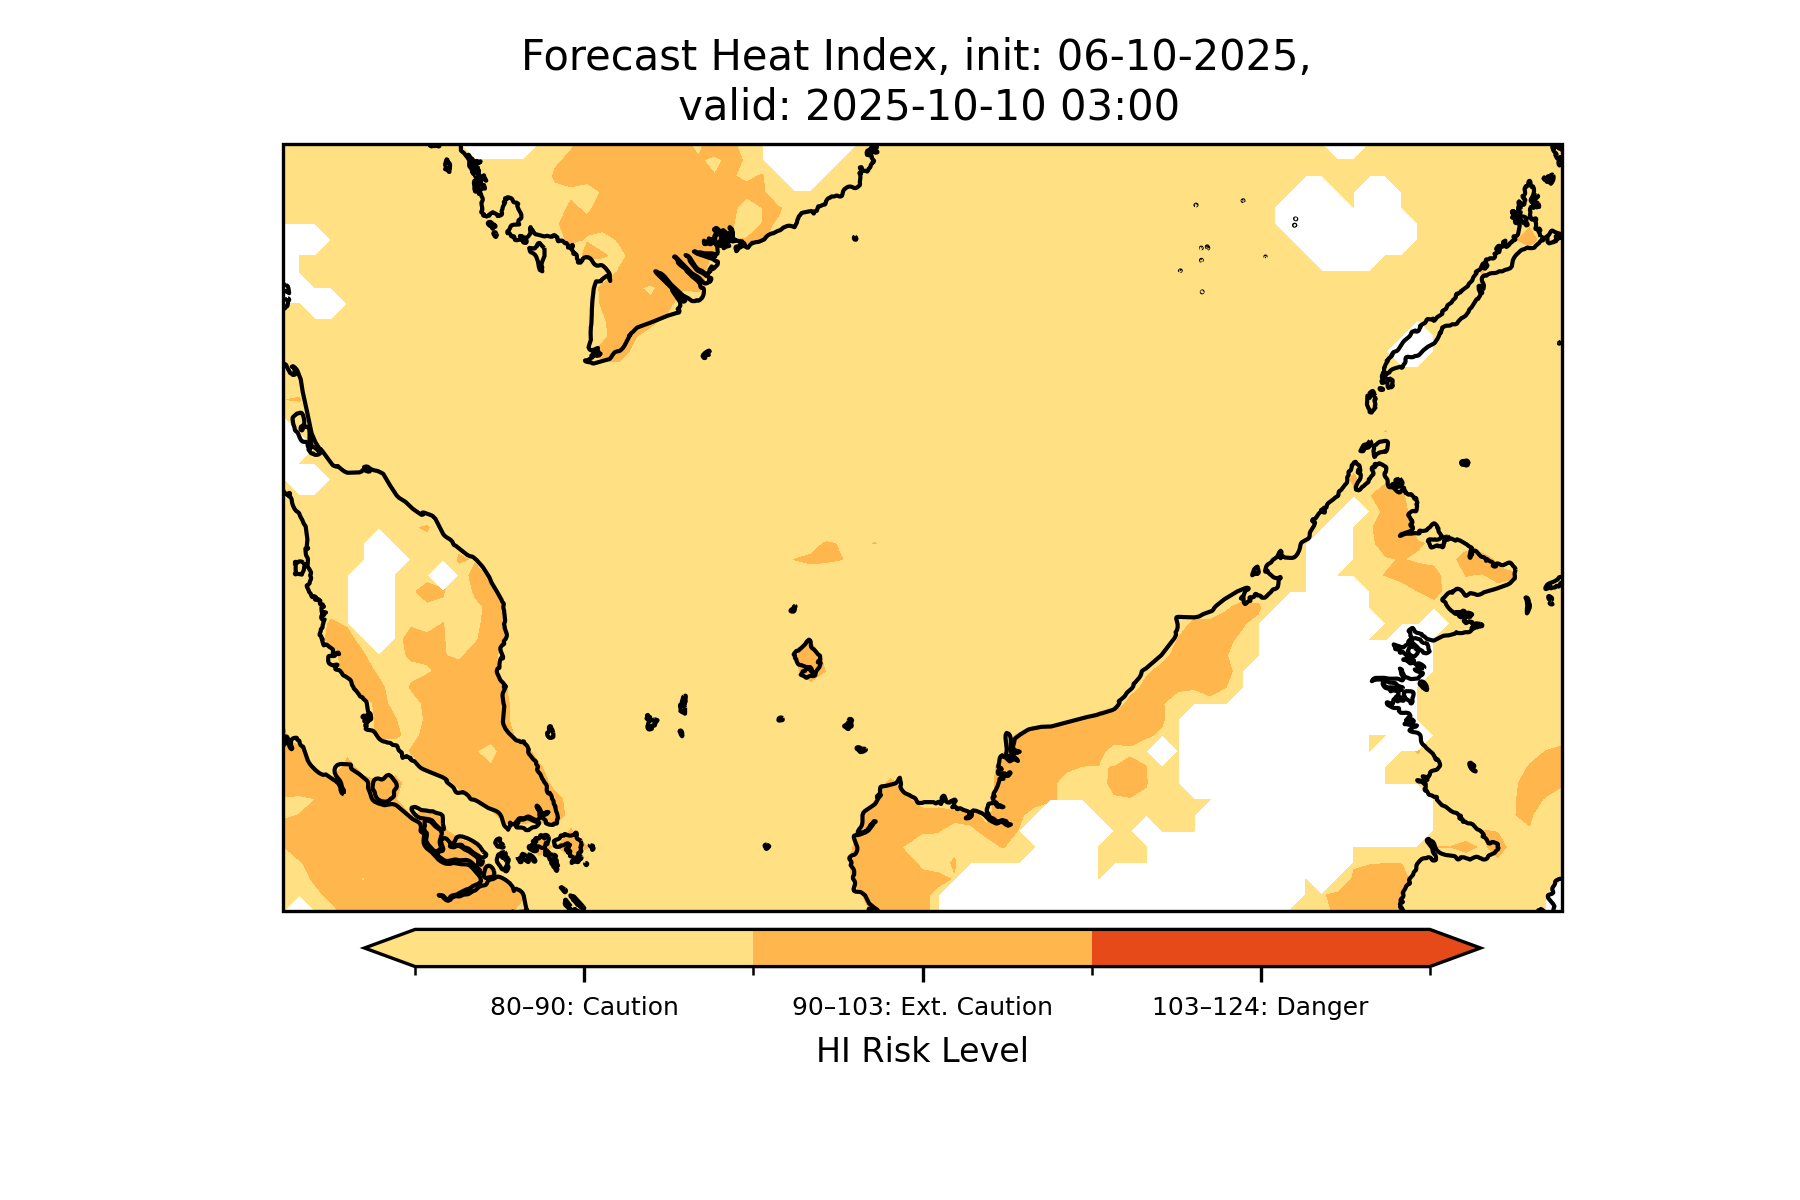 Forecast Heat Index, init: 06-10-2025,
valid: 2025-10-10 03:00
80–90: Caution
90–103: Ext. Caution
103–124: Danger
HI Risk Level